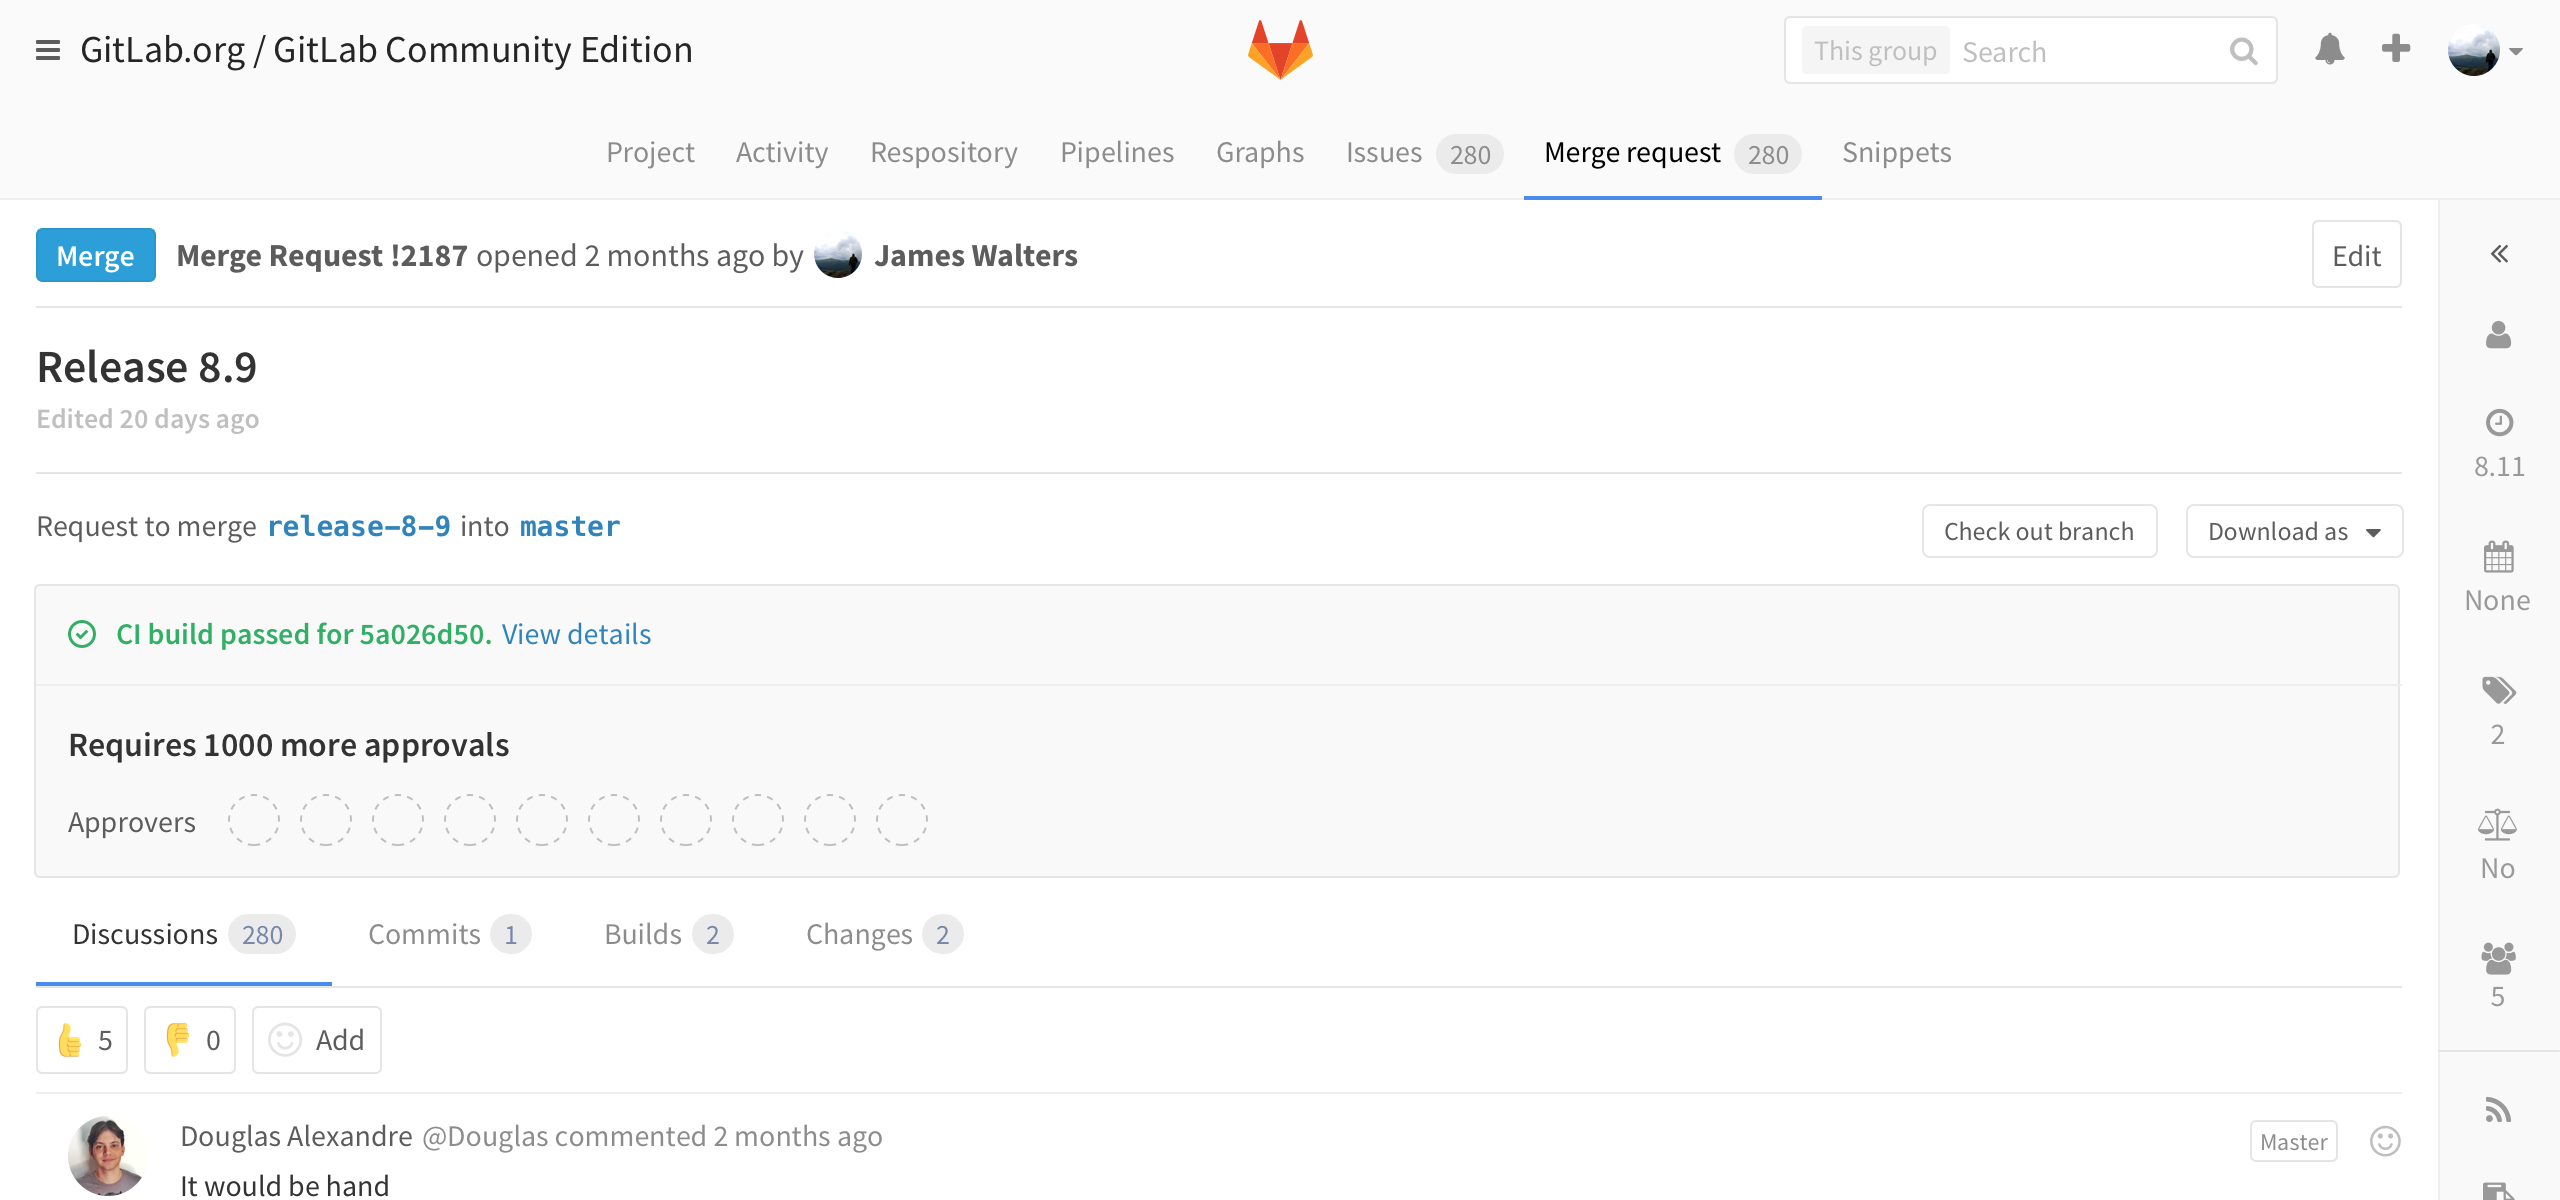 GitLab.org / GitLab Community Edition
This group Search
Project Activity Respository Pipelines Graphs Issues 280 Merge request 280 Snippets
Merge Merge Request !2187 opened 2 months ago by James Walters
Edit
Release 8.9
Edited 20 days ago
Request to merge release-8-9 into master
Check out branch Download as
CI build passed for 5a026d50. View details
Requires 1000 more approvals
Approvers
Discussions 280 Commits 1 Builds 2 Changes 2
5 0 Add
Douglas Alexandre @Douglas commented 2 months ago
Master
It would be hand
8.11
None
2
No
5